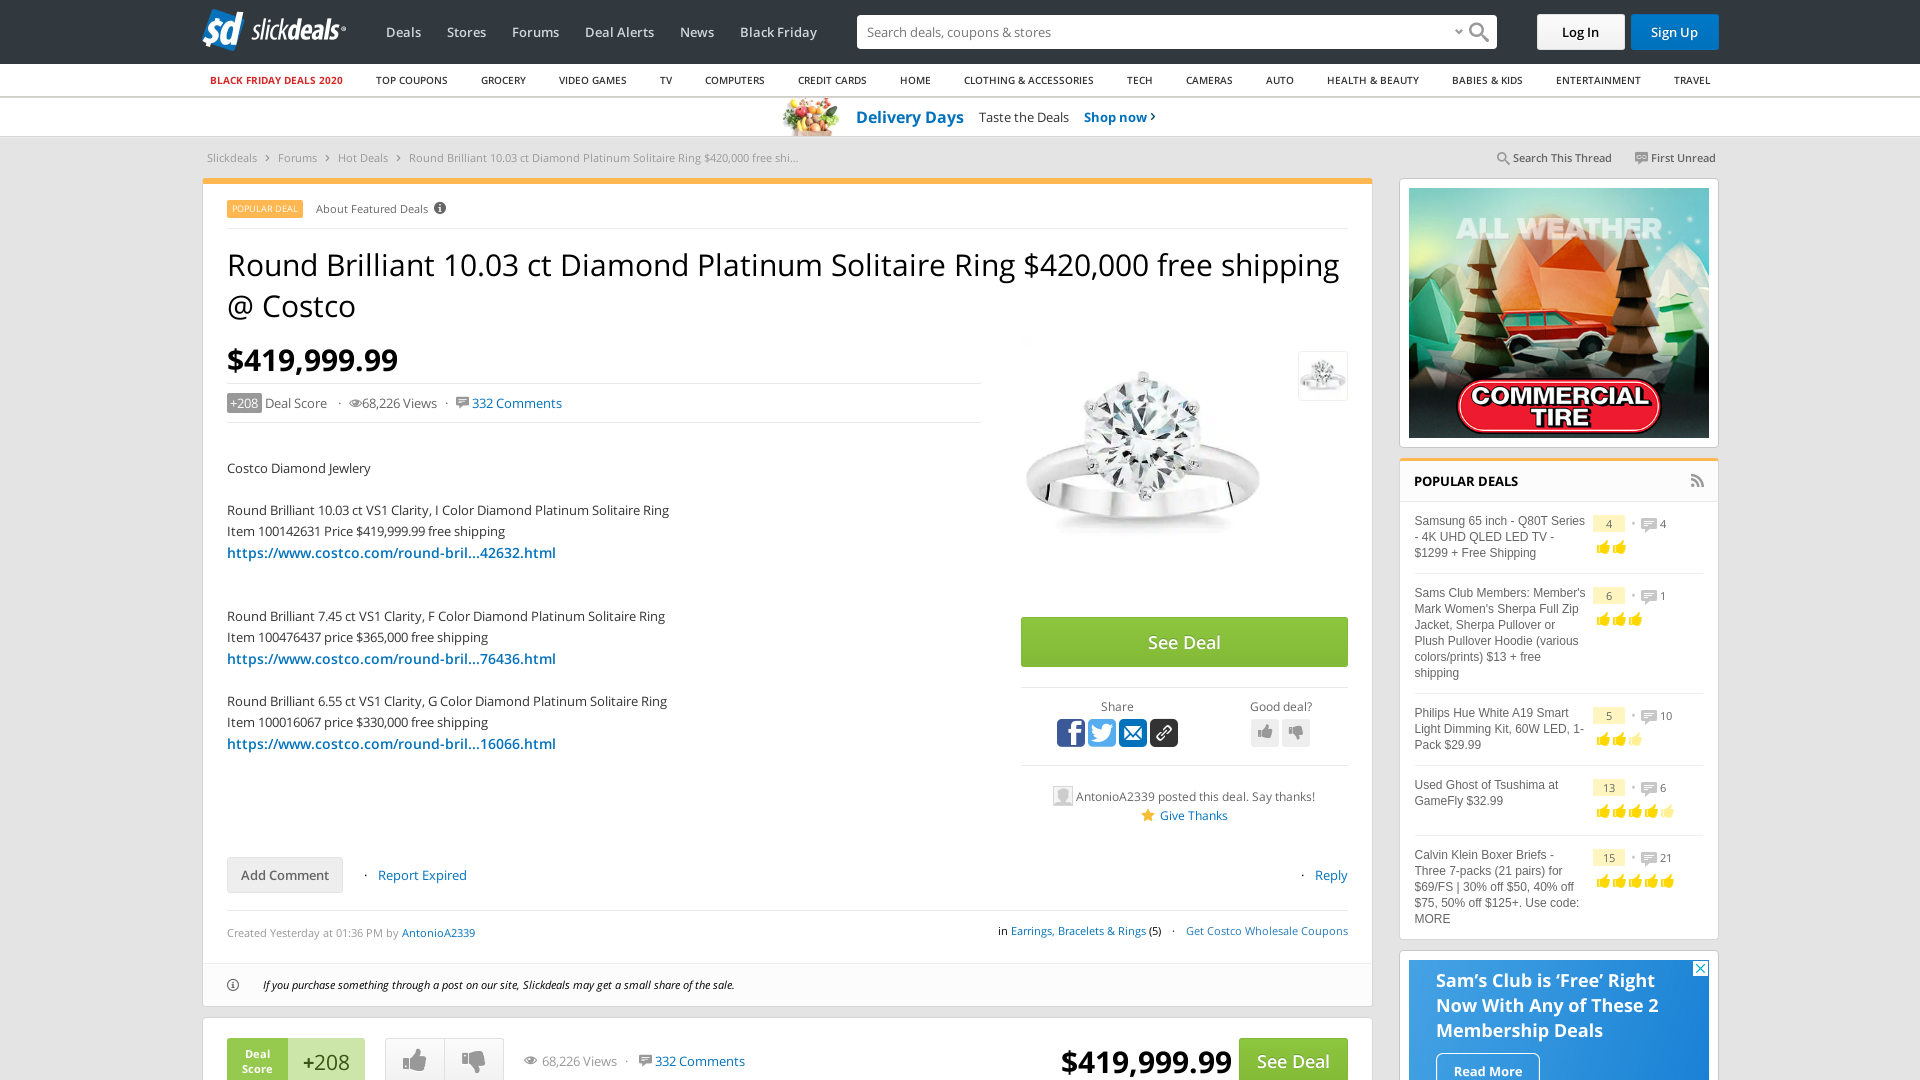 slickdeals
Deals
Stores
Forums
Deal Alerts
News
Black Friday
Search deals, coupons & stores
Log In
Sign Up
BLACK FRIDAY DEALS 2020
TOP COUPONS
GROCERY
VIDEO GAMES
TV
COMPUTERS
CREDIT CARDS
HOME
CLOTHING & ACCESSORIES
TECH
CAMERAS
AUTO
HEALTH & BEAUTY
BABIES & KIDS
ENTERTAINMENT
TRAVEL
Delivery Days Taste the Deals Shop now ›
Slickdeals › Forums › Hot Deals › Round Brilliant 10.03 ct Diamond Platinum Solitaire Ring $420,000 free shi...
Search This Thread
First Unread
POPULAR DEAL
About Featured Deals
Round Brilliant 10.03 ct Diamond Platinum Solitaire Ring $420,000 free shipping
@ Costco
$419,999.99
+208 Deal Score · 68,226 Views · 332 Comments
Costco Diamond Jewlery
Round Brilliant 10.03 ct VS1 Clarity, I Color Diamond Platinum Solitaire Ring
Item 100142631 Price $419,999.99 free shipping
https://www.costco.com/round-bril...42632.html
Round Brilliant 7.45 ct VS1 Clarity, F Color Diamond Platinum Solitaire Ring
Item 100476437 price $365,000 free shipping
https://www.costco.com/round-bril...76436.html
Round Brilliant 6.55 ct VS1 Clarity, G Color Diamond Platinum Solitaire Ring
Item 100016067 price $330,000 free shipping
https://www.costco.com/round-bril...16066.html
See Deal
Share
Good deal?
AntonioA2339 posted this deal. Say thanks!
Give Thanks
Add Comment
· Report Expired
· Reply
Created Yesterday at 01:36 PM by AntonioA2339
in Earrings, Bracelets & Rings (5) · Get Costco Wholesale Coupons
If you purchase something through a post on our site, Slickdeals may get a small share of the sale.
Deal
Score
+208
68,226 Views · 332 Comments
$419,999.99
See Deal
ALL WEATHER
COMMERCIAL
TIRE
POPULAR DEALS
Samsung 65 inch - Q80T Series
- 4K UHD QLED LED TV -
$1299 + Free Shipping
4 • 4
Sams Club Members: Member's
Mark Women's Sherpa Full Zip
Jacket, Sherpa Pullover or
Plush Pullover Hoodie (various
colors/prints) $13 + free
shipping
6 • 1
Philips Hue White A19 Smart
Light Dimming Kit, 60W LED, 1-
Pack $29.99
5 • 10
Used Ghost of Tsushima at
GameFly $32.99
13 • 6
Calvin Klein Boxer Briefs -
Three 7-packs (21 pairs) for
$69/FS | 30% off $50, 40% off
$75, 50% off $125+. Use code:
MORE
15 • 21
Sam's Club is ‘Free’ Right
Now With Any of These 2
Membership Deals
Read More